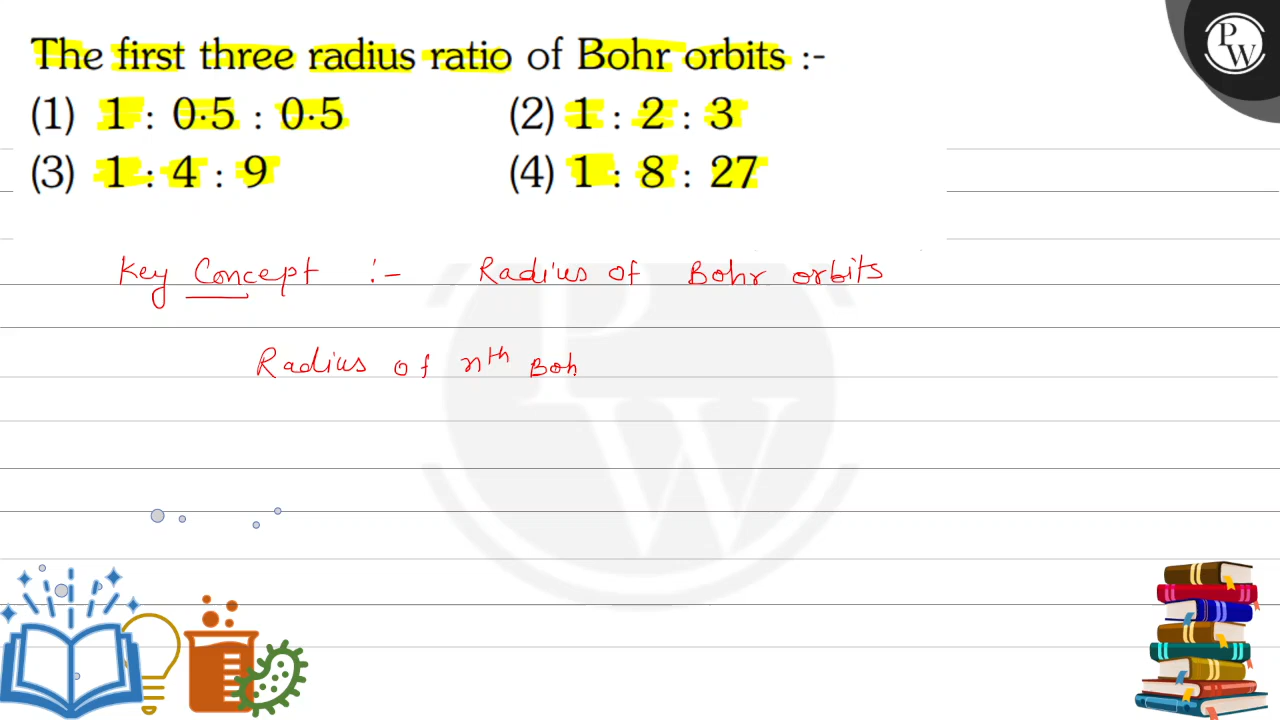 The first three radius ratio of Bohr orbits :-
(1) 1 : 0·5 : 0·5 (2) 1 : 2 : 3
(3) 1 : 4 : 9 (4) 1 : 8 : 27
Key Concept :- Radius of Bohr orbits
Radius of nth Boh
P
W
P
W